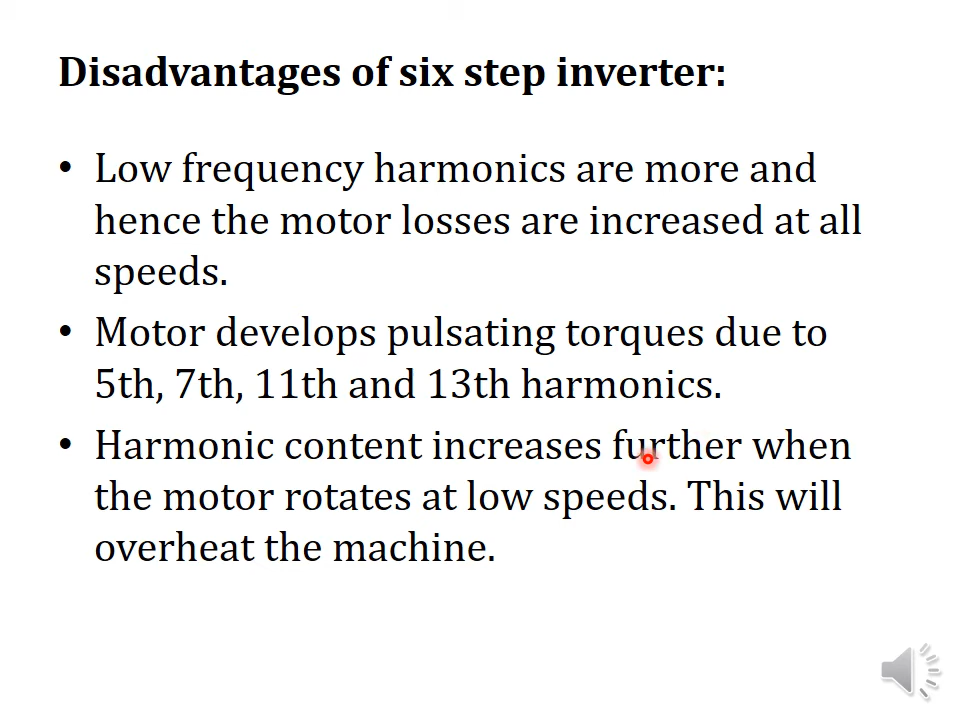 Disadvantages of six step inverter:
• Low frequency harmonics are more and
hence the motor losses are increased at all
speeds.
• Motor develops pulsating torques due to
5th, 7th, 11th and 13th harmonics.
• Harmonic content increases further when
the motor rotates at low speeds. This will
overheat the machine.